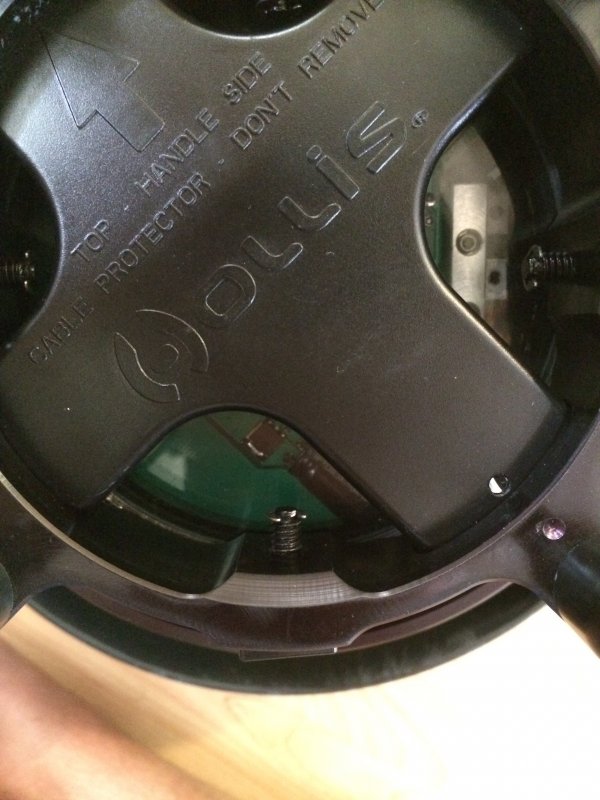 TOP - HANDLE SIDE
CABLE PROTECTOR - DON'T REMOVE
OLLIS®